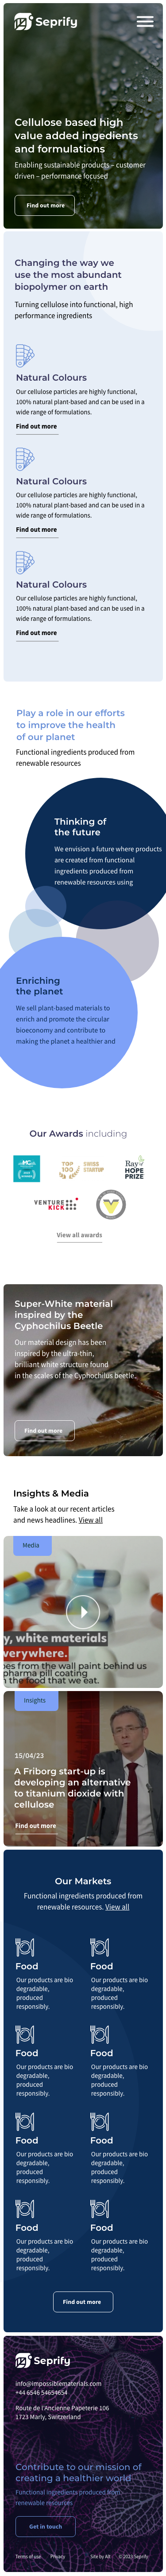 Seprify
Cellulose based high
value added ingedients
and formulations
Enabling sustainable products – customer
driven – performance focused
Find out more
Changing the way we
use the most abundant
biopolymer on earth
Turning cellulose into functional, high
performance ingredients
Natural Colours
Our cellulose particles are highly functional,
100% natural plant-based and can be used in a
wide range of formulations.
Find out more
Natural Colours
Our cellulose particles are highly functional,
100% natural plant-based and can be used in a
wide range of formulations.
Find out more
Natural Colours
Our cellulose particles are highly functional,
100% natural plant-based and can be used in a
wide range of formulations.
Find out more
Play a role in our efforts
to improve the health
of our planet
Functional ingredients produced from
renewable resources
Thinking of
the future
We envision a future where products
are created from functional
ingredients produced from
renewable resources using
Enriching
the planet
We sell plant-based materials to
enrich and promote the circular
bioeconomy and contribute to
making the planet a healthier and
Our Awards including
TOP
100
SWISS
STARTUP
Ray
HOPE
PRIZE
VENTURE
KICK
View all awards
Super-White material
inspired by the
Cyphochilus Beetle
Our material design has been
inspired by the ultra-thin,
brilliant white structure found
in the scales of the Cyphochilus beetle.
Find out more
Insights & Media
Take a look at our recent articles
and news headlines. View all
Media
y, white materials
everywhere.
oes from the wall paint behind us
pharma pill coating
n the food that we eat.
Insights
15/04/23
A Friborg start-up is
developing an alternative
to titanium dioxide with
cellulose
Find out more
Our Markets
Functional ingredients produced from
renewable resources. View all
Food
Our products are bio
degradable,
produced
responsibly.
Food
Our products are bio
degradable,
produced
responsibly.
Food
Our products are bio
degradable,
produced
responsibly.
Food
Our products are bio
degradable,
produced
responsibly.
Food
Our products are bio
degradable,
produced
responsibly.
Food
Our products are bio
degradable,
produced
responsibly.
Food
Our products are bio
degradable,
produced
responsibly.
Food
Our products are bio
degradable,
produced
responsibly.
Find out more
Seprify
info@impossiblematerials.com
+44 6546 54654654
Route de l'Ancienne Papeterie 106
1723 Marly, Switzerland
Contribute to our mission of
creating a healthier world
Functional ingredients produced from
renewable resources
Get in touch
Terms of use
Privacy
Site by All
©2023 Seprify